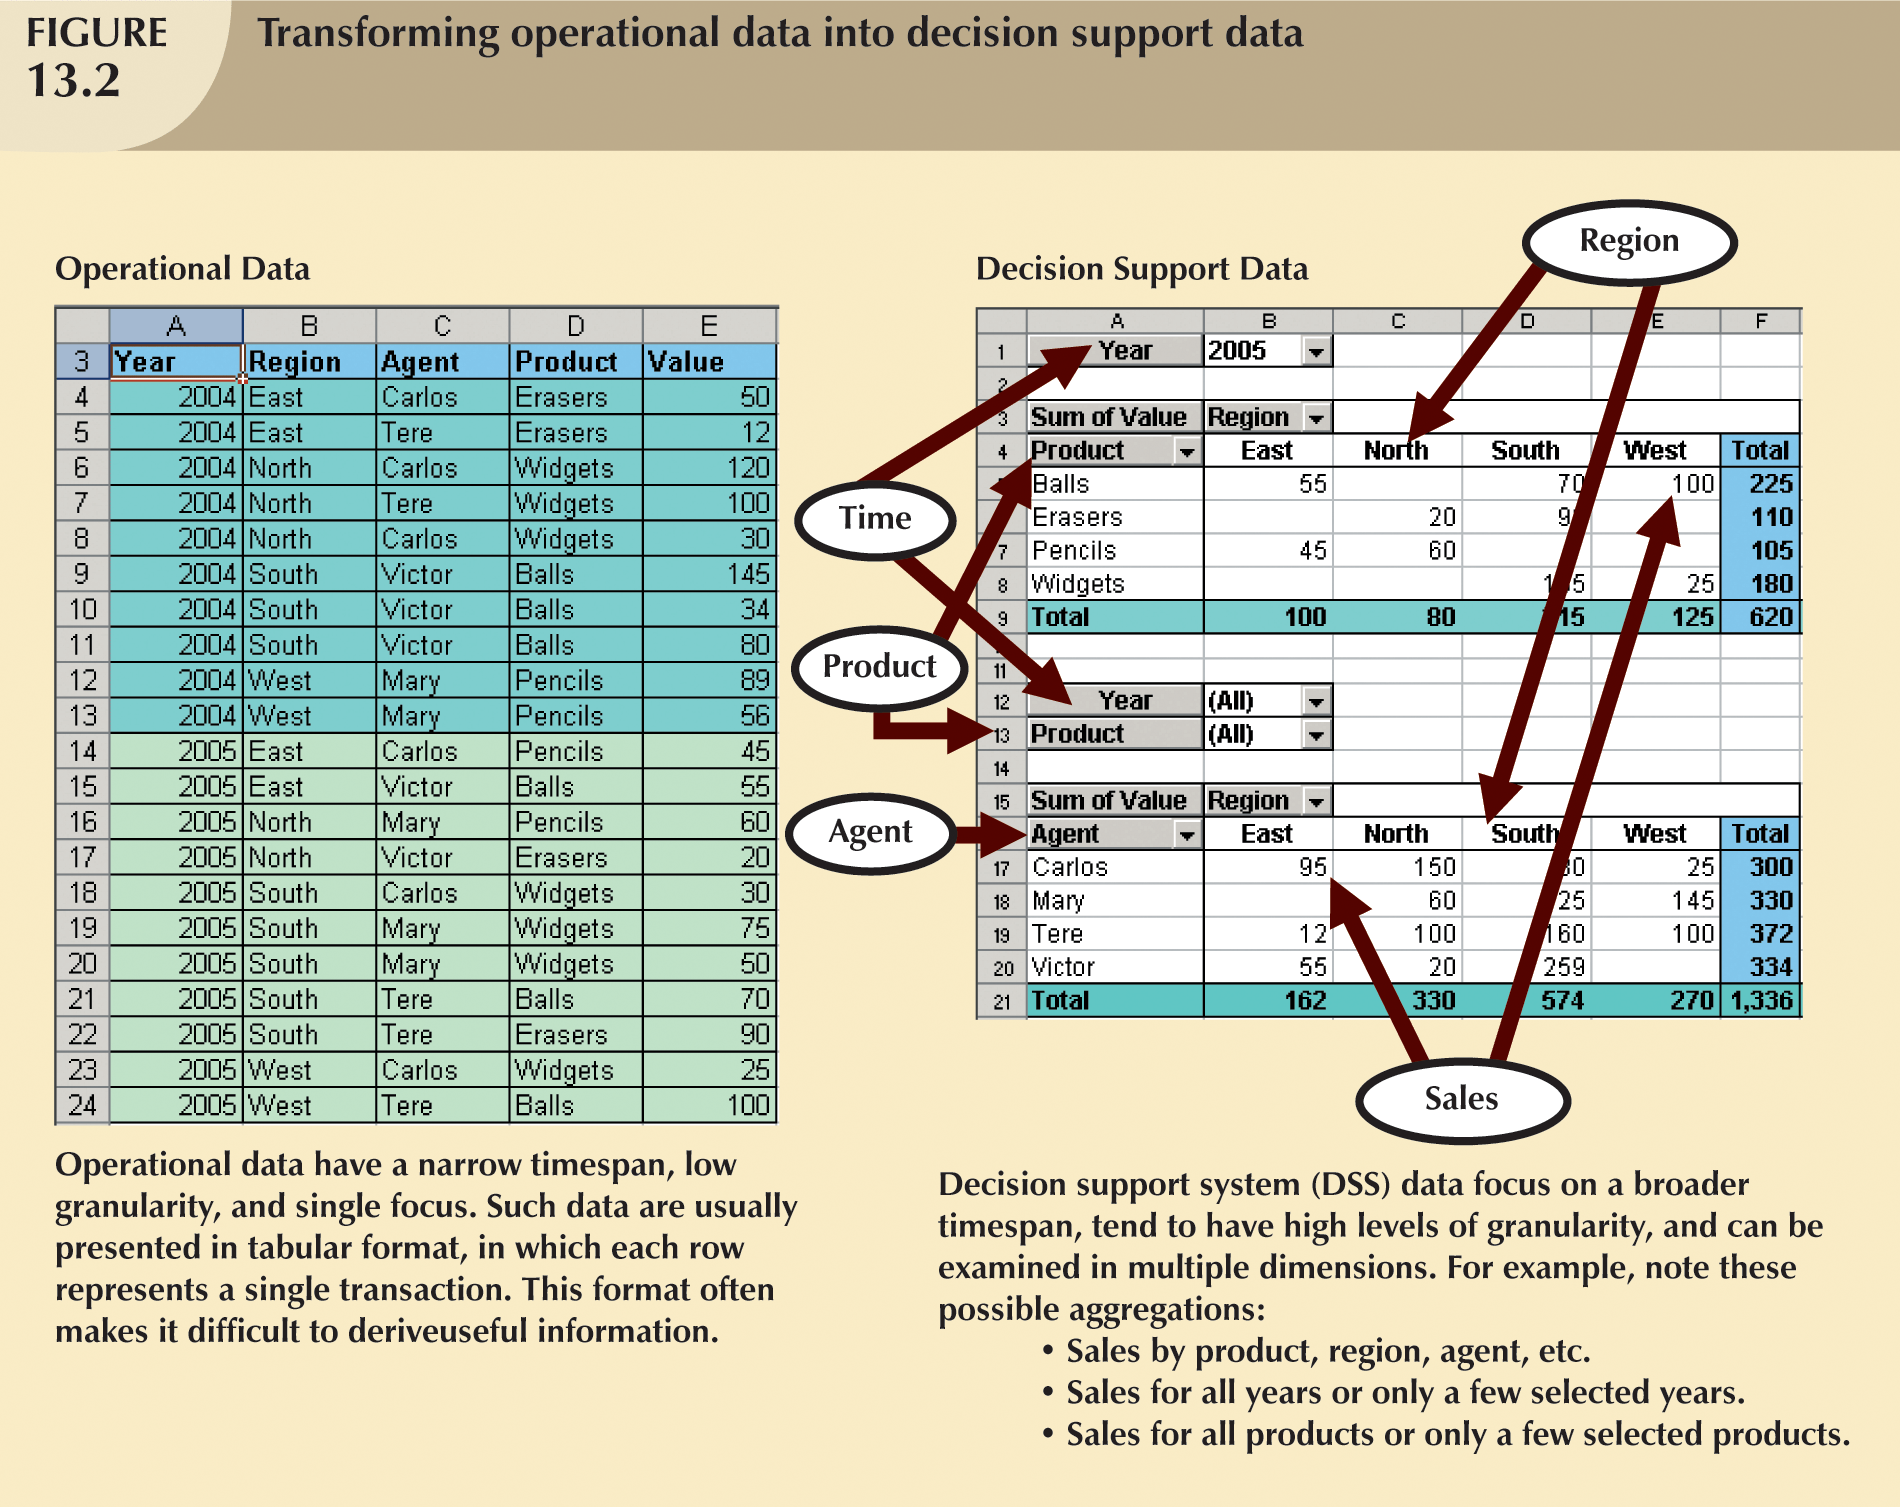 FIGURE
13.2
Transforming operational data into decision support data
Operational Data
A B C D E
3 Year Region Agent Product Value
4 2004 East Carlos Erasers 50
5 2004 East Tere Erasers 12
6 2004 North Carlos Widgets 120
7 2004 North Tere Widgets 100
8 2004 North Carlos Widgets 30
9 2004 South Victor Balls 145
10 2004 South Victor Balls 34
11 2004 South Victor Balls 80
12 2004 West Mary Pencils 89
13 2004 West Mary Pencils 56
14 2005 East Carlos Pencils 45
15 2005 East Victor Balls 55
16 2005 North Mary Pencils 60
17 2005 North Victor Erasers 20
18 2005 South Carlos Widgets 30
19 2005 South Mary Widgets 75
20 2005 South Mary Widgets 50
21 2005 South Tere Balls 70
22 2005 South Tere Erasers 90
23 2005 West Carlos Widgets 25
24 2005 West Tere Balls 100
Operational data have a narrow timespan, low
granularity, and single focus. Such data are usually
presented in tabular format, in which each row
represents a single transaction. This format often
makes it difficult to deriveuseful information.
Time
Product
Agent
Decision Support Data
Region
A B C D E F
1 Year 2005
2
3 Sum of Value Region
4 Product East North South West Total
Balls 55 70 100 225
Erasers 20 110
7 Pencils 45 60 105
8 Widgets 25 180
9 Total 100 80 125 620
11
12 Year (All)
13 Product (All)
14
15 Sum of Value Region
Agent East North South West Total
17 Carlos 95 150 25 300
18 Mary 60 145 330
19 Tere 12 100 160 100 372
20 Victor 55 20 259 334
21 Total 162 330 574 270 1,336
Sales
Decision support system (DSS) data focus on a broader
timespan, tend to have high levels of granularity, and can be
examined in multiple dimensions. For example, note these
possible aggregations:
• Sales by product, region, agent, etc.
• Sales for all years or only a few selected years.
• Sales for all products or only a few selected products.